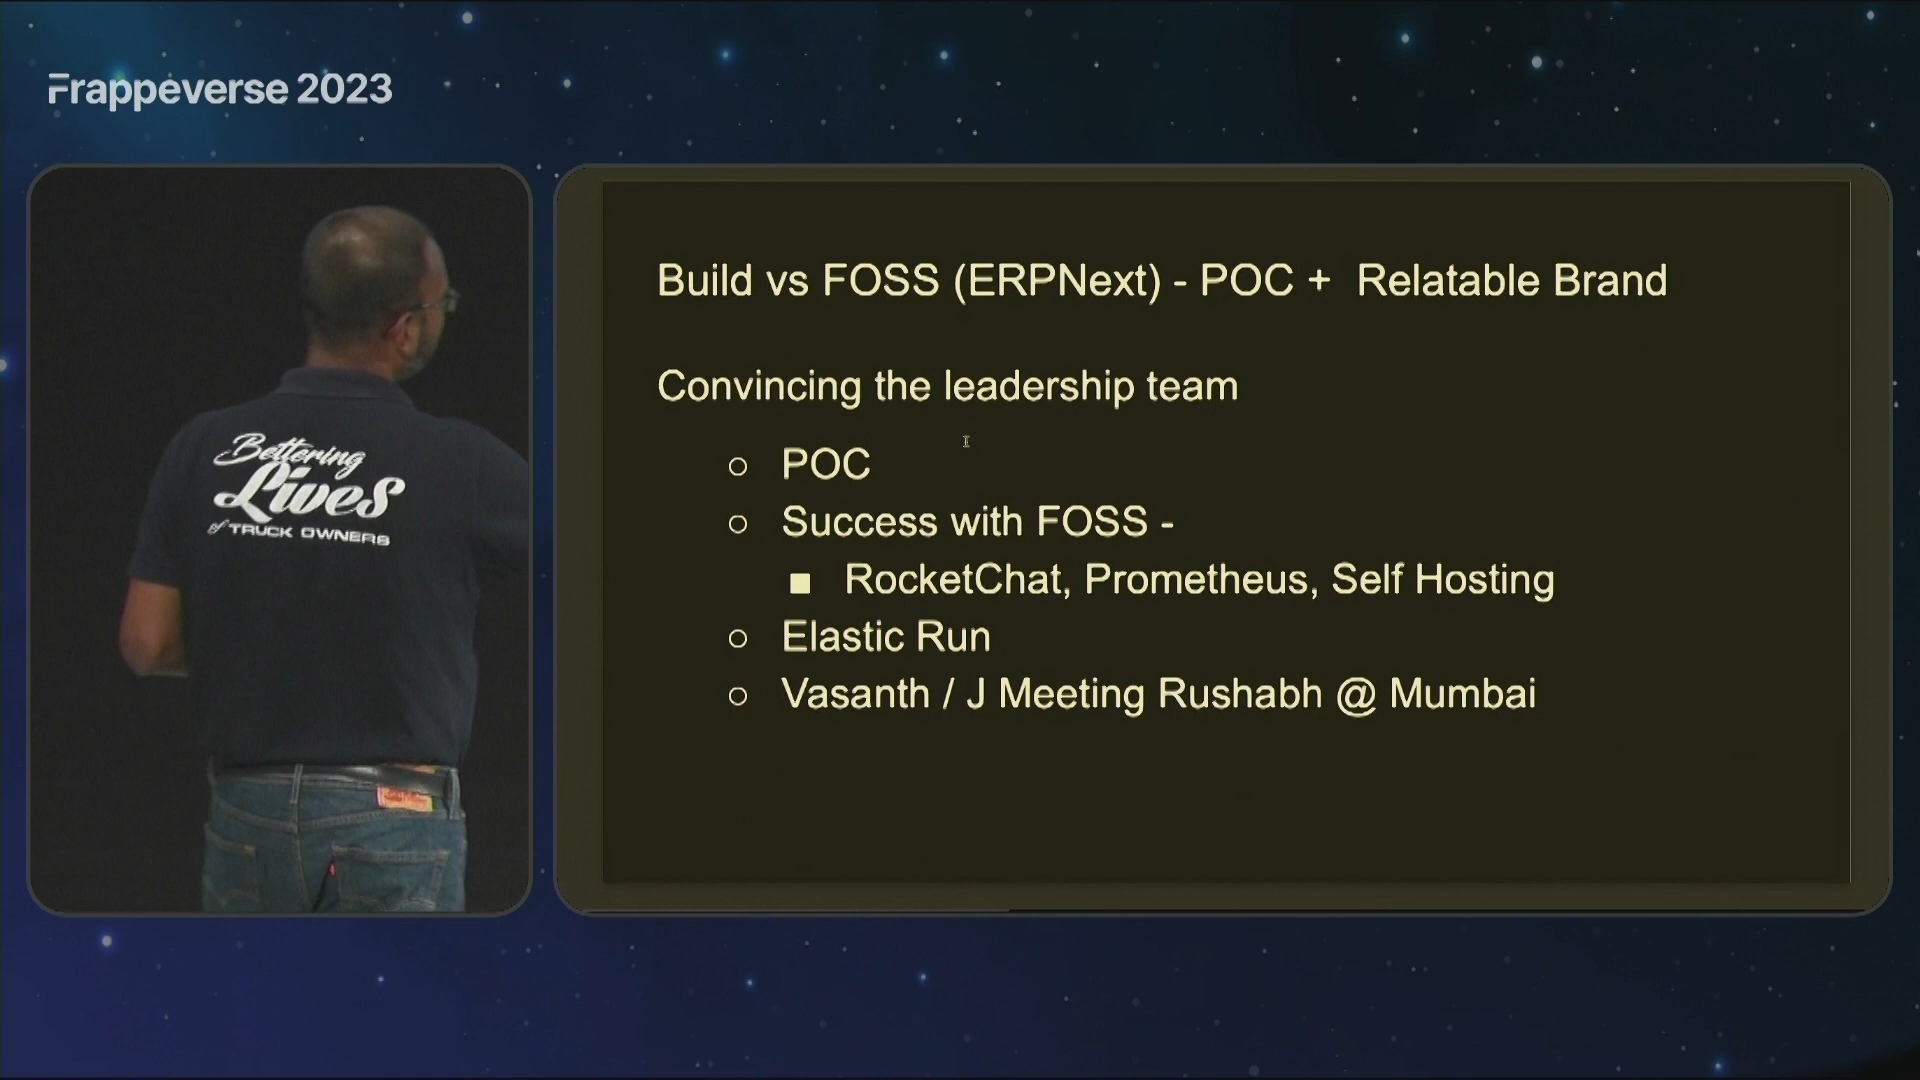 Frappeverse 2023
Bettering
Lives
of TRUCK OWNERS
Build vs FOSS (ERPNext) - POC + Relatable Brand
Convincing the leadership team
○ POC
○ Success with FOSS -
■ RocketChat, Prometheus, Self Hosting
○ Elastic Run
○ Vasanth / J Meeting Rushabh @ Mumbai